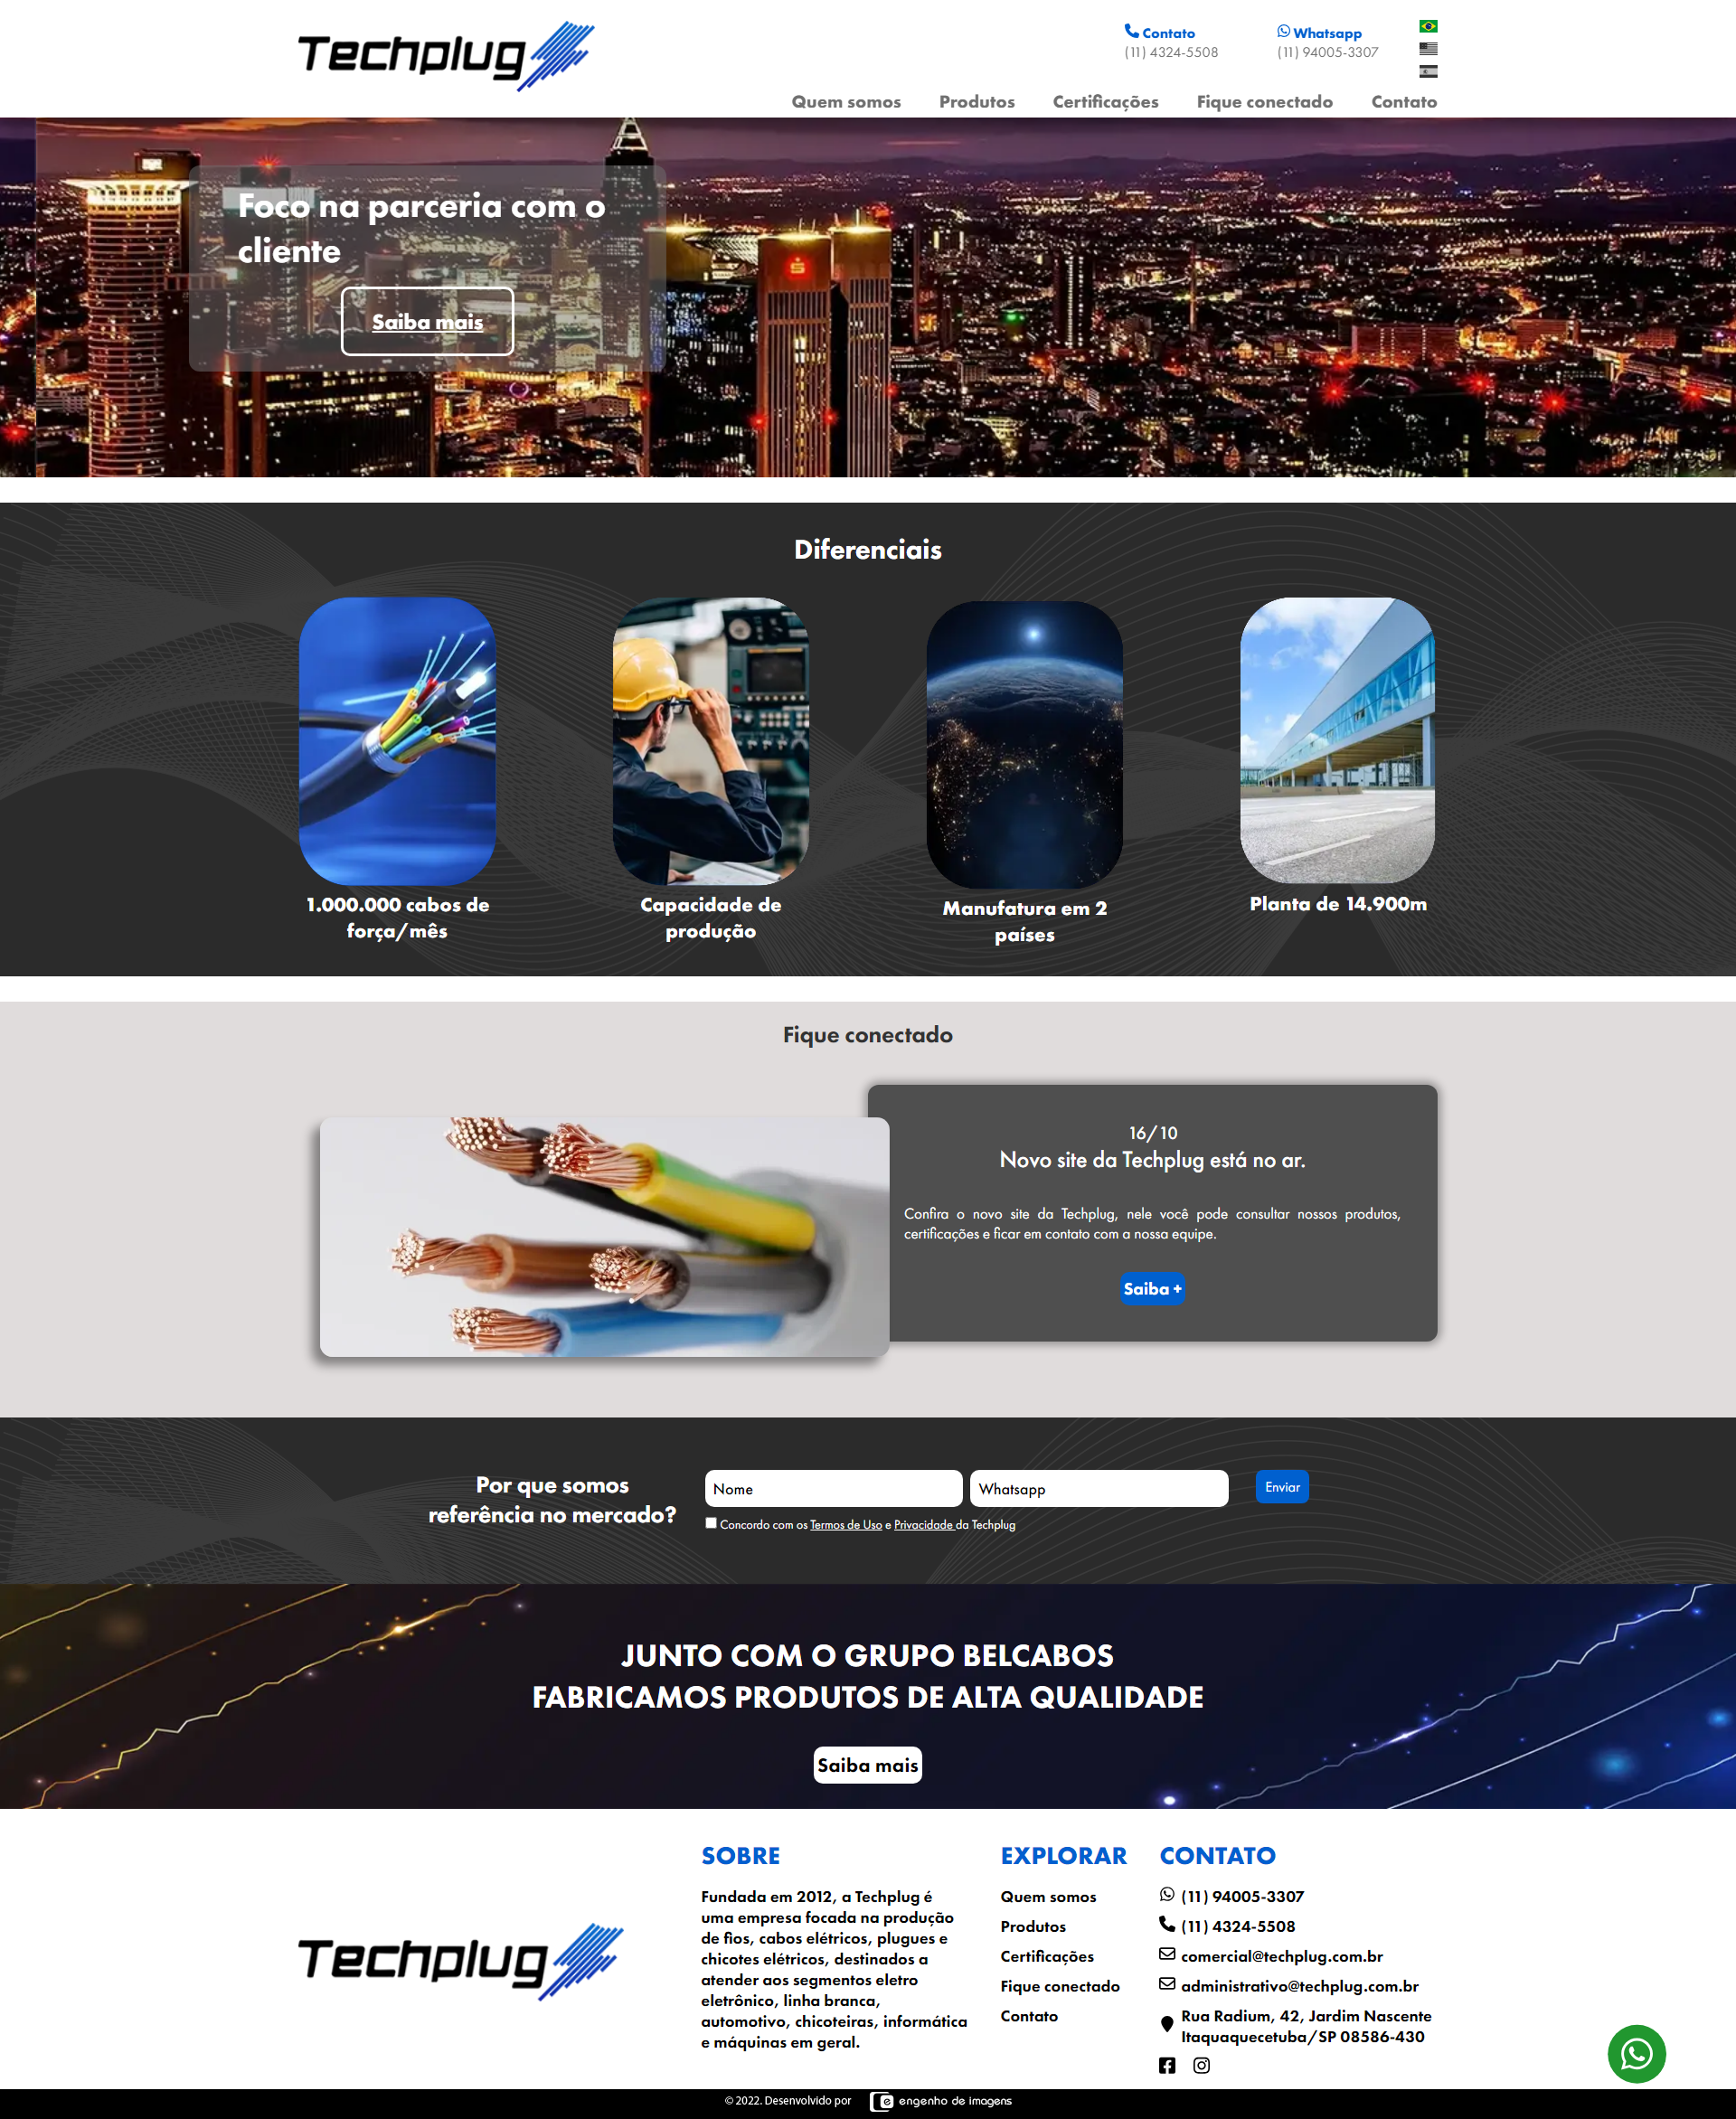 Techplug
Contato
(11) 4324-5508
Whatsapp
(11) 94005-3307
Quem somos
Produtos
Certificações
Fique conectado
Contato
Foco na parceria com o
cliente
Saiba mais
Diferenciais
1.000.000 cabos de
força/mês
Capacidade de
produção
Manufatura em 2
países
Planta de 14.900m
Fique conectado
16/10
Novo site da Techplug está no ar.
Confira o novo site da Techplug, nele você pode consultar nossos produtos,
certificações e ficar em contato com a nossa equipe.
Saiba +
Por que somos
referência no mercado?
Nome
Whatsapp
Enviar
Concordo com os Termos de Uso e Privacidade da Techplug
JUNTO COM O GRUPO BELCABOS
FABRICAMOS PRODUTOS DE ALTA QUALIDADE
Saiba mais
Techplug
SOBRE
Fundada em 2012, a Techplug é
uma empresa focada na produção
de fios, cabos elétricos, plugues e
chicotes elétricos, destinados a
atender aos segmentos eletro
eletrônico, linha branca,
automotivo, chicoteiras, informática
e máquinas em geral.
EXPLORAR
Quem somos
Produtos
Certificações
Fique conectado
Contato
CONTATO
(11) 94005-3307
(11) 4324-5508
comercial@techplug.com.br
administrativo@techplug.com.br
Rua Radium, 42, Jardim Nascente
Itaquaquecetuba/SP 08586-430
© 2022. Desenvolvido por
engenho de imagens